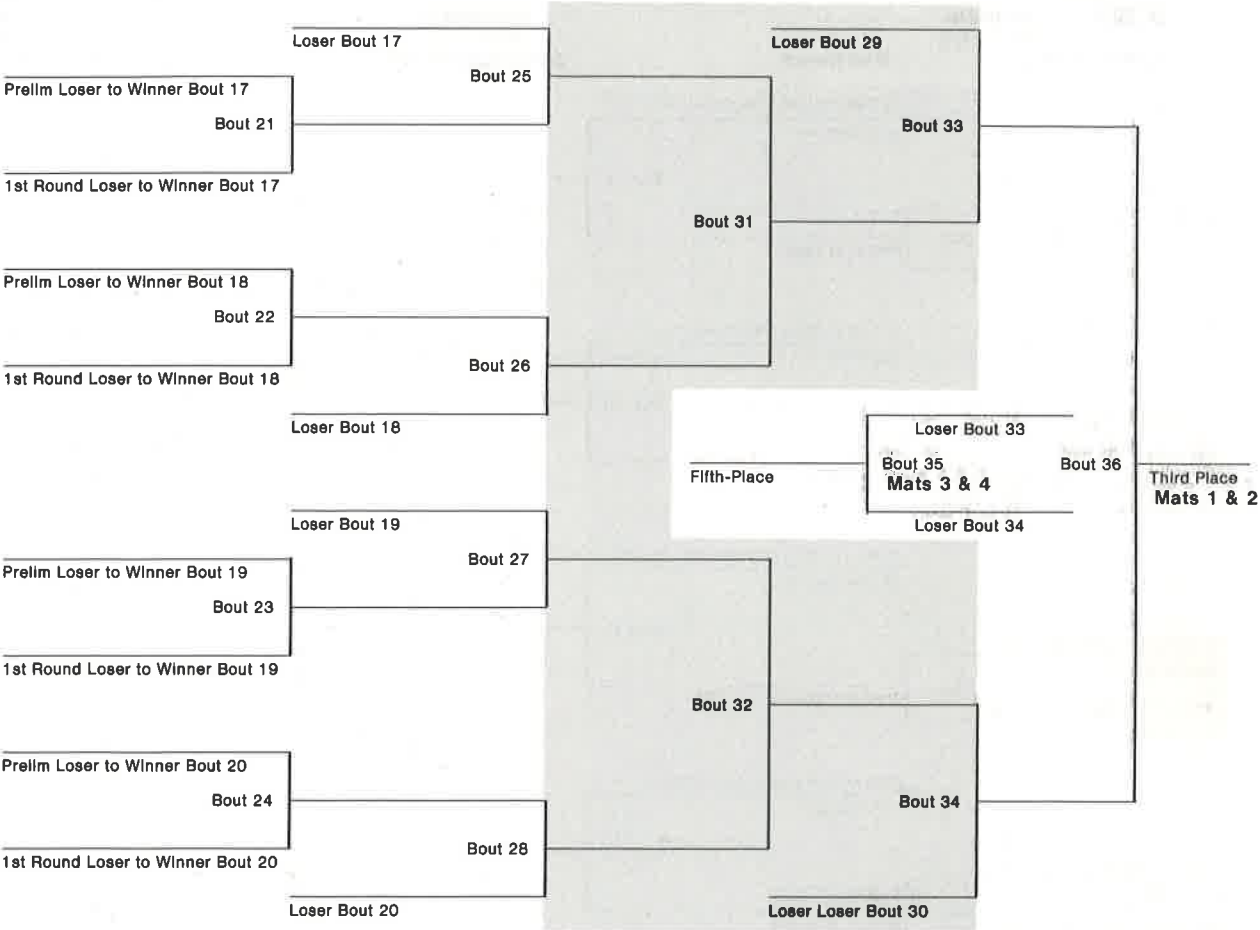 Loser Bout 17
Loser Bout 29
Prelim Loser to Winner Bout 17
Bout 25
Bout 21
Bout 33
1st Round Loser to Winner Bout 17
Bout 31
Prelim Loser to Winner Bout 18
Bout 22
Bout 26
1st Round Loser to Winner Bout 18
Loser Bout 18
Loser Bout 33
Fifth-Place
Bout 35
Mats 3 & 4
Bout 36
Third Place
Mats 1 & 2
Loser Bout 19
Loser Bout 34
Prelim Loser to Winner Bout 19
Bout 27
Bout 23
1st Round Loser to Winner Bout 19
Bout 32
Prelim Loser to Winner Bout 20
Bout 24
Bout 34
Bout 28
1st Round Loser to Winner Bout 20
Loser Bout 20
Loser Loser Bout 30